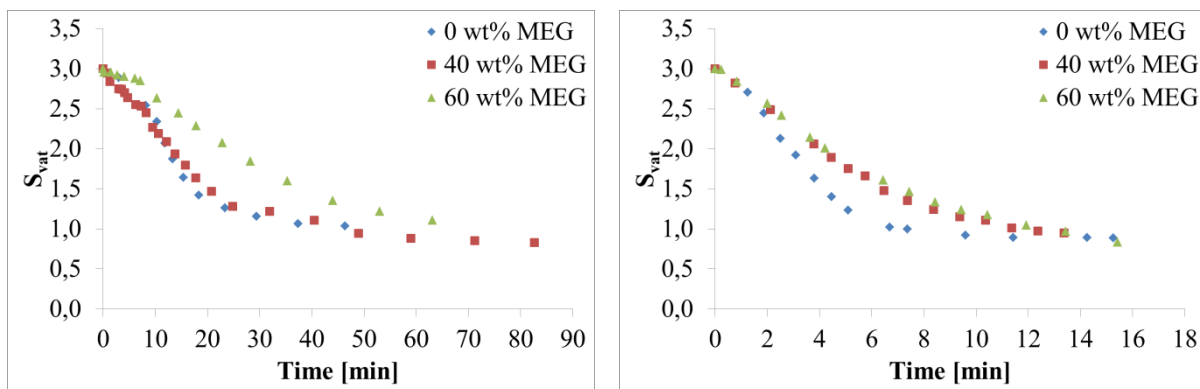 3,5
3,0
2,5
2,0
1,5
1,0
0,5
0,0
S_vat
0 10 20 30 40 50 60 70 80 90
Time [min]
0 wt% MEG
40 wt% MEG
60 wt% MEG
3,5
3,0
2,5
2,0
1,5
1,0
0,5
0,0
S_vat
0 2 4 6 8 10 12 14 16 18
Time [min]
0 wt% MEG
40 wt% MEG
60 wt% MEG